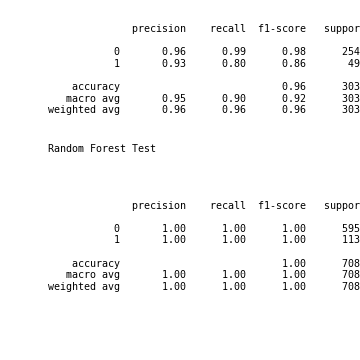 precision recall f1-score suppor
0 0.96 0.99 0.98 254
1 0.93 0.80 0.86 49
accuracy 0.96 303
macro avg 0.95 0.90 0.92 303
weighted avg 0.96 0.96 0.96 303
Random Forest Test
precision recall f1-score suppor
0 1.00 1.00 1.00 595
1 1.00 1.00 1.00 113
accuracy 1.00 708
macro avg 1.00 1.00 1.00 708
weighted avg 1.00 1.00 1.00 708